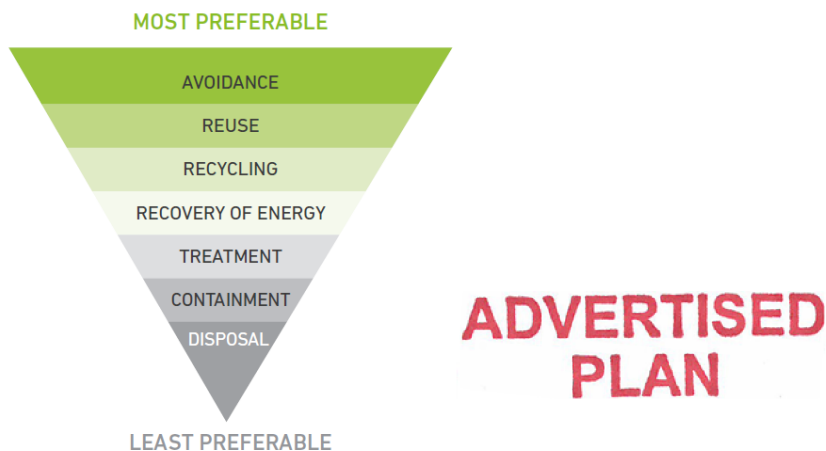 MOST PREFERABLE
AVOIDANCE
REUSE
RECYCLING
RECOVERY OF ENERGY
TREATMENT
CONTAINMENT
DISPOSAL
LEAST PREFERABLE
ADVERTISED
PLAN